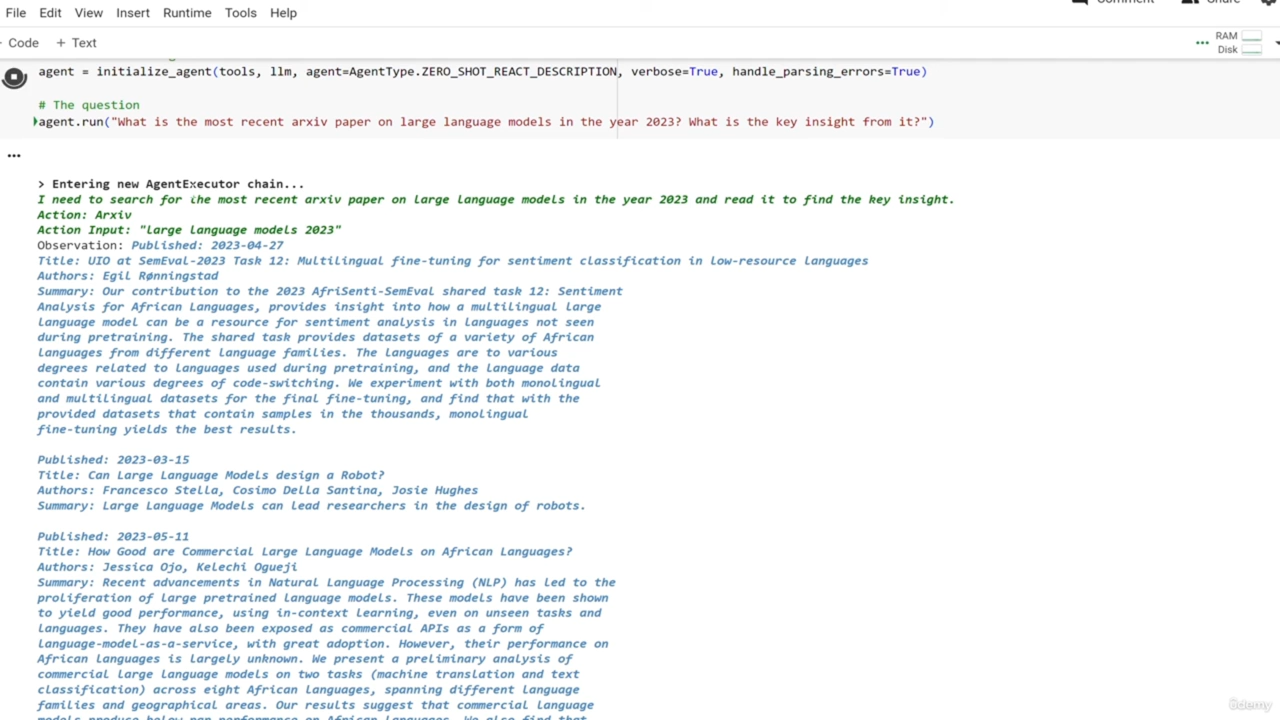 File Edit View Insert Runtime Tools Help
Comment Share
Code + Text
RAM
Disk
agent = initialize_agent(tools, llm, agent=AgentType.ZERO_SHOT_REACT_DESCRIPTION, verbose=True, handle_parsing_errors=True)
# The question
agent.run("What is the most recent arxiv paper on large language models in the year 2023? What is the key insight from it?")
...
> Entering new AgentExecutor chain...
I need to search for the most recent arxiv paper on large language models in the year 2023 and read it to find the key insight.
Action: Arxiv
Action Input: "large language models 2023"
Observation: Published: 2023-04-27
Title: UIO at SemEval-2023 Task 12: Multilingual fine-tuning for sentiment classification in low-resource languages
Authors: Egil Rønningstad
Summary: Our contribution to the 2023 AfriSenti-SemEval shared task 12: Sentiment
Analysis for African Languages, provides insight into how a multilingual large
language model can be a resource for sentiment analysis in languages not seen
during pretraining. The shared task provides datasets of a variety of African
languages from different language families. The languages are to various
degrees related to languages used during pretraining, and the language data
contain various degrees of code-switching. We experiment with both monolingual
and multilingual datasets for the final fine-tuning, and find that with the
provided datasets that contain samples in the thousands, monolingual
fine-tuning yields the best results.
Published: 2023-03-15
Title: Can Large Language Models design a Robot?
Authors: Francesco Stella, Cosimo Della Santina, Josie Hughes
Summary: Large Language Models can lead researchers in the design of robots.
Published: 2023-05-11
Title: How Good are Commercial Large Language Models on African Languages?
Authors: Jessica Ojo, Kelechi Ogueji
Summary: Recent advancements in Natural Language Processing (NLP) has led to the
proliferation of large pretrained language models. These models have been shown
to yield good performance, using in-context learning, even on unseen tasks and
languages. They have also been exposed as commercial APIs as a form of
language-model-as-a-service, with great adoption. However, their performance on
African languages is largely unknown. We present a preliminary analysis of
commercial large language models on two tasks (machine translation and text
classification) across eight African languages, spanning different language
families and geographical areas. Our results suggest that commercial language
models produce below-par performance on African languages. We also find that
ûdemy